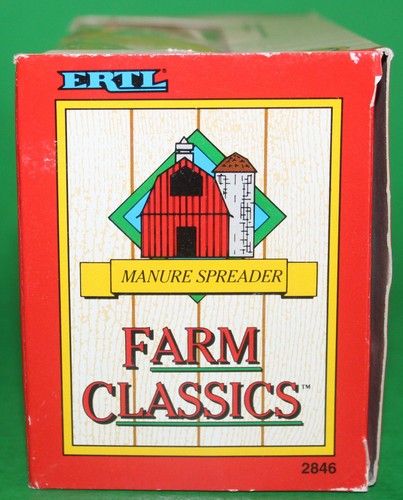 ERTL®
MANURE SPREADER
FARM
CLASSICS™
2846